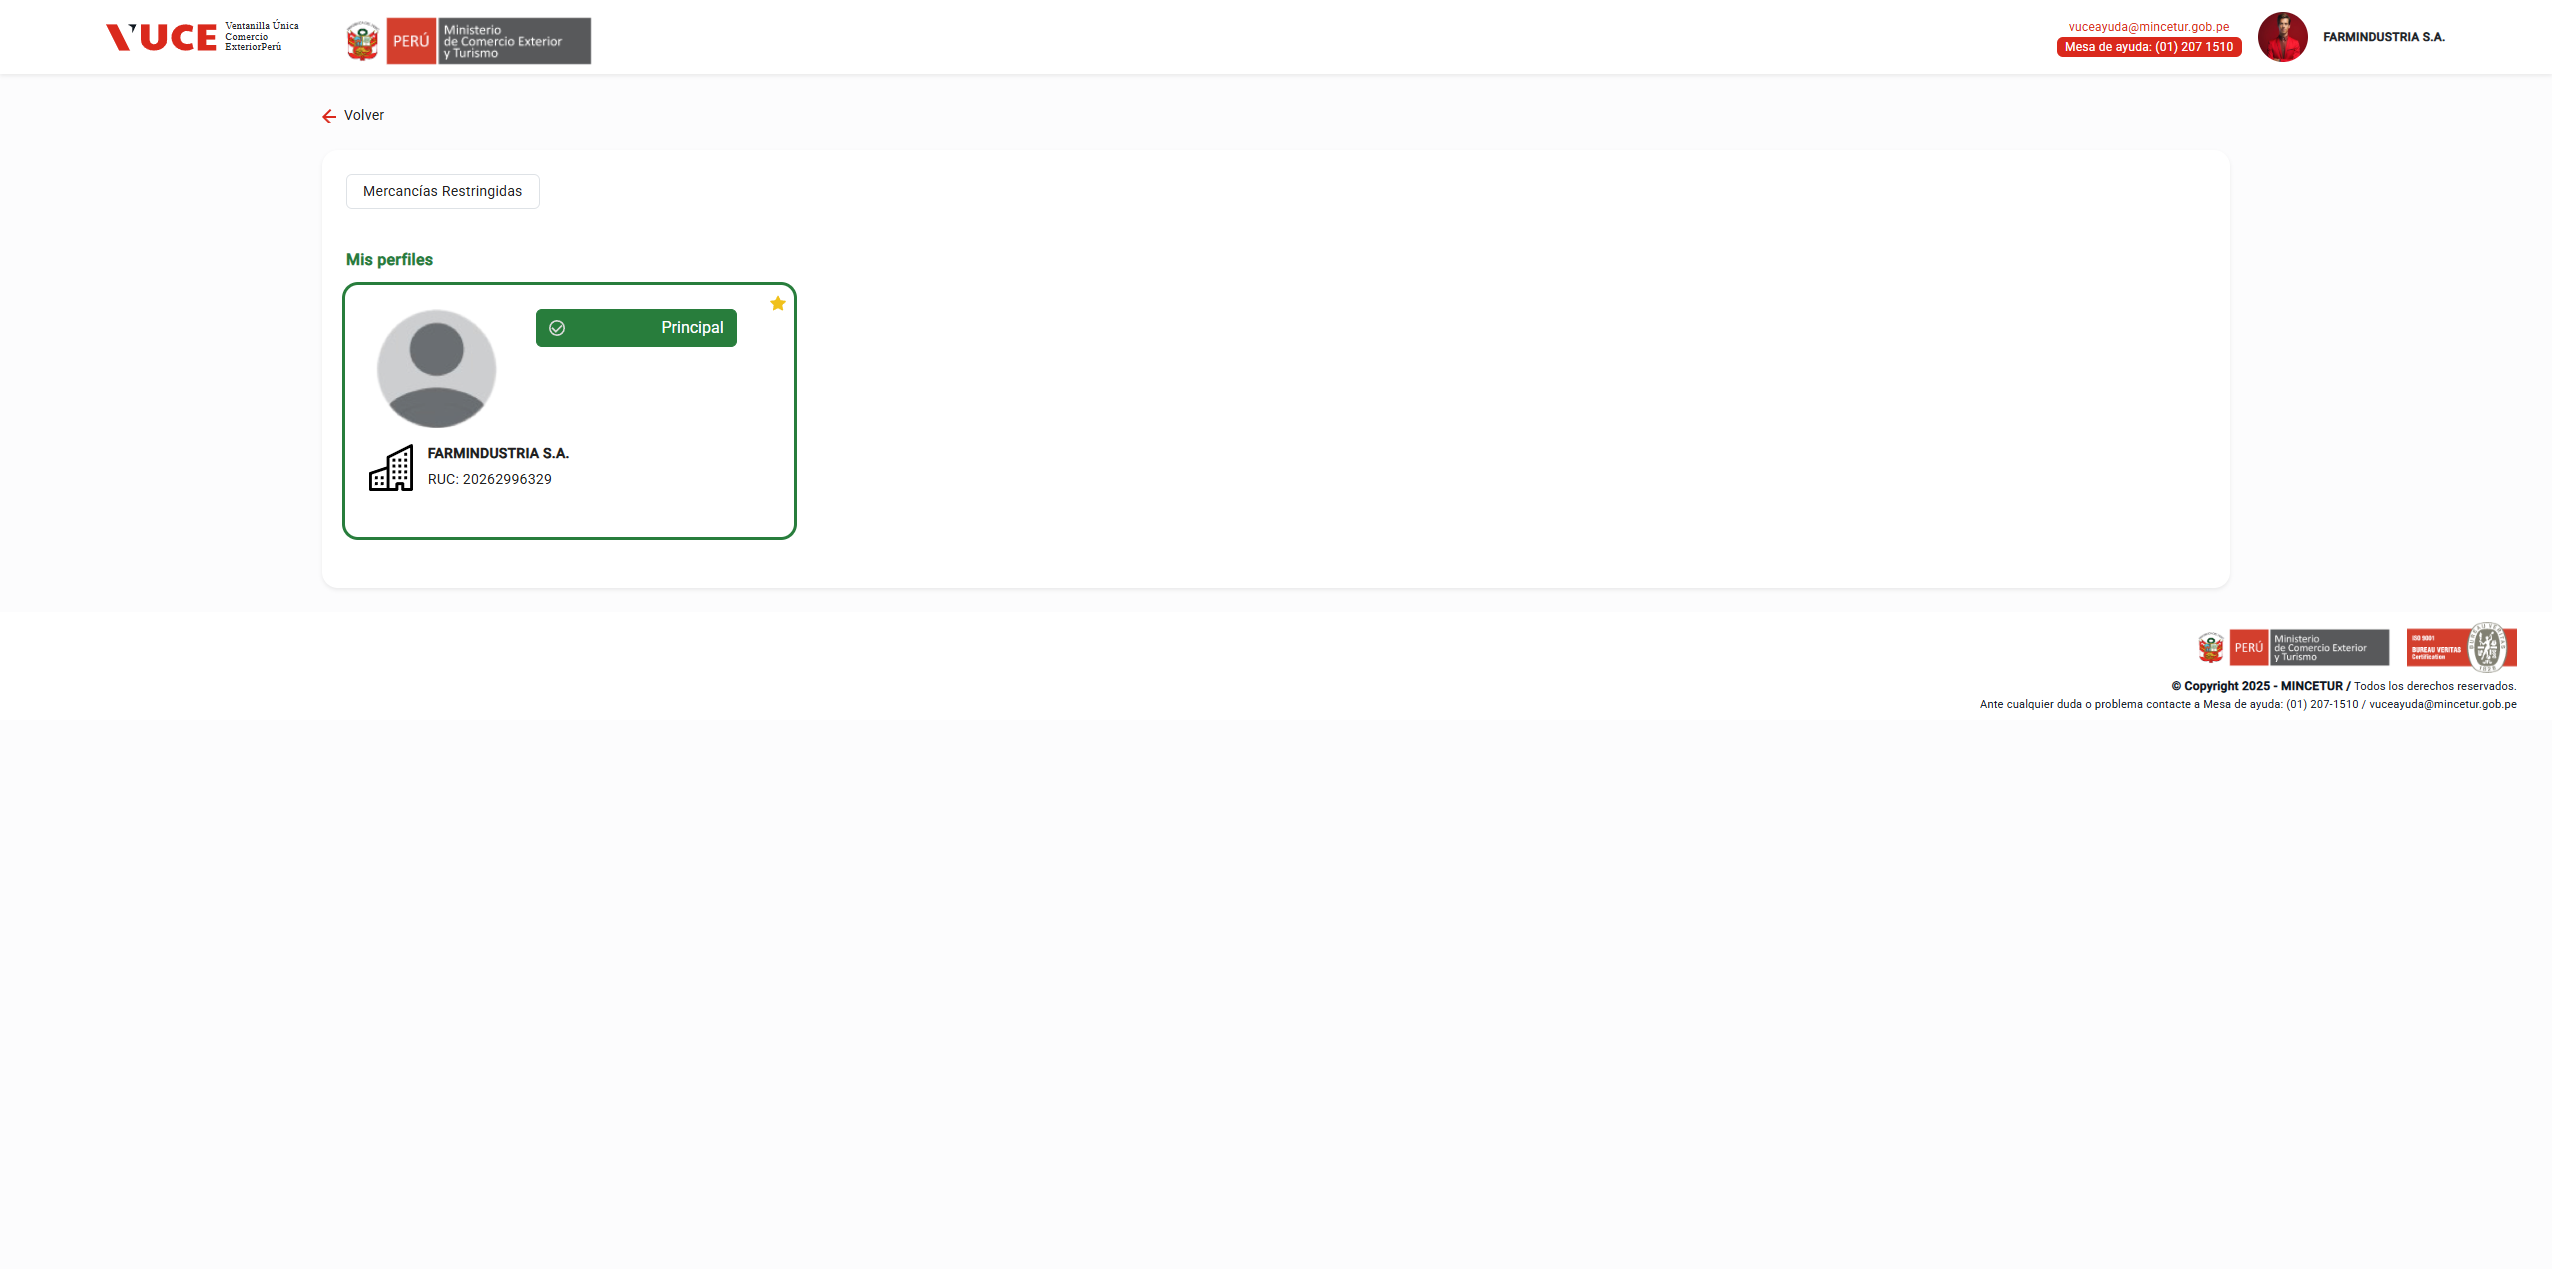 VUCE
Ventanilla Única
Comercio
ExteriorPerú
PERÚ
Ministerio
de Comercio Exterior
y Turismo
vuceayuda@mincetur.gob.pe
Mesa de ayuda: (01) 207 1510
FARMINDUSTRIA S.A.
Volver
Mercancías Restringidas
Mis perfiles
Principal
FARMINDUSTRIA S.A.
RUC: 20262996329
PERÚ
Ministerio
de Comercio Exterior
y Turismo
ISO 9001
BUREAU VERITAS
Certification
BUREAU VERITAS
1828
© Copyright 2025 - MINCETUR / Todos los derechos reservados.
Ante cualquier duda o problema contacte a Mesa de ayuda: (01) 207-1510 / vuceayuda@mincetur.gob.pe